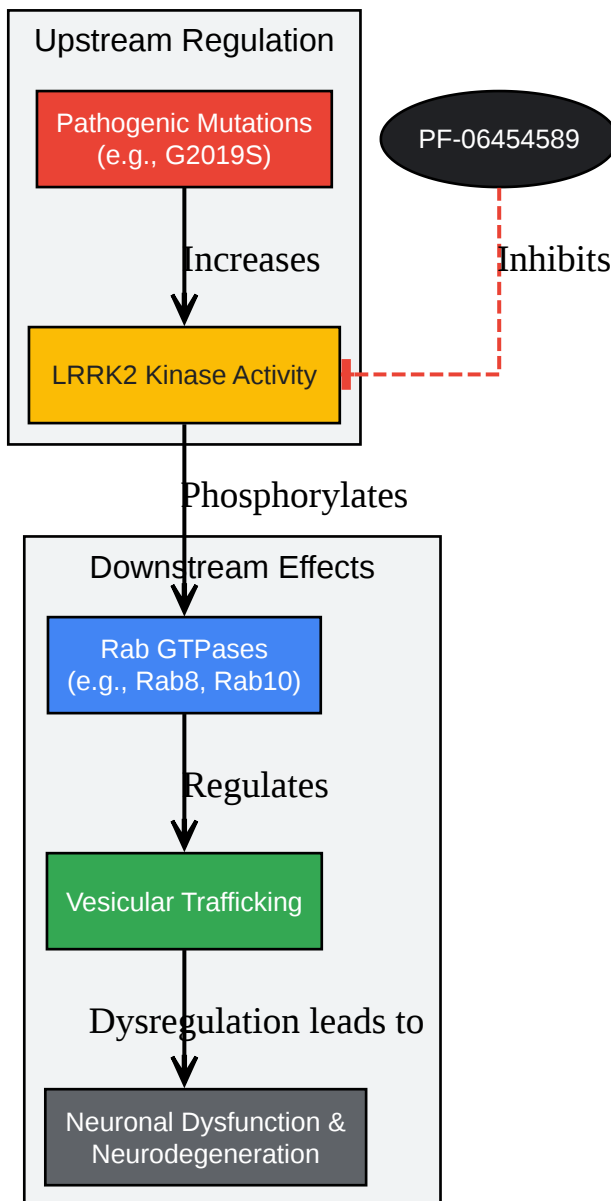 Upstream Regulation
Pathogenic Mutations
(e.g., G2019S)
PF-06454589
Increases
Inhibits
LRRK2 Kinase Activity
Phosphorylates
Downstream Effects
Rab GTPases
(e.g., Rab8, Rab10)
Regulates
Vesicular Trafficking
Dysregulation leads to
Neuronal Dysfunction &
Neurodegeneration